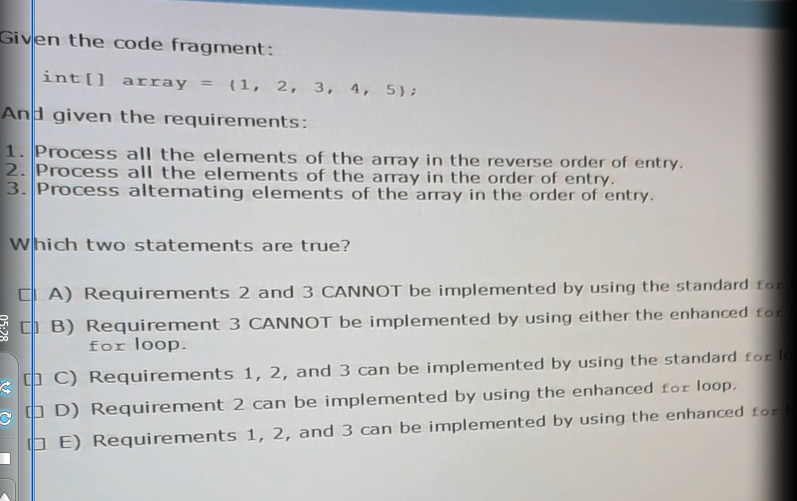 Given the code fragment:
int[] array = {1, 2, 3, 4, 5};
And given the requirements:
1. Process all the elements of the array in the reverse order of entry.
2. Process all the elements of the array in the order of entry.
3. Process alternating elements of the array in the order of entry.
Which two statements are true?
A) Requirements 2 and 3 CANNOT be implemented by using the standard for
B) Requirement 3 CANNOT be implemented by using either the enhanced for
for loop.
C) Requirements 1, 2, and 3 can be implemented by using the standard for
D) Requirement 2 can be implemented by using the enhanced for loop.
E) Requirements 1, 2, and 3 can be implemented by using the enhanced for
05:28